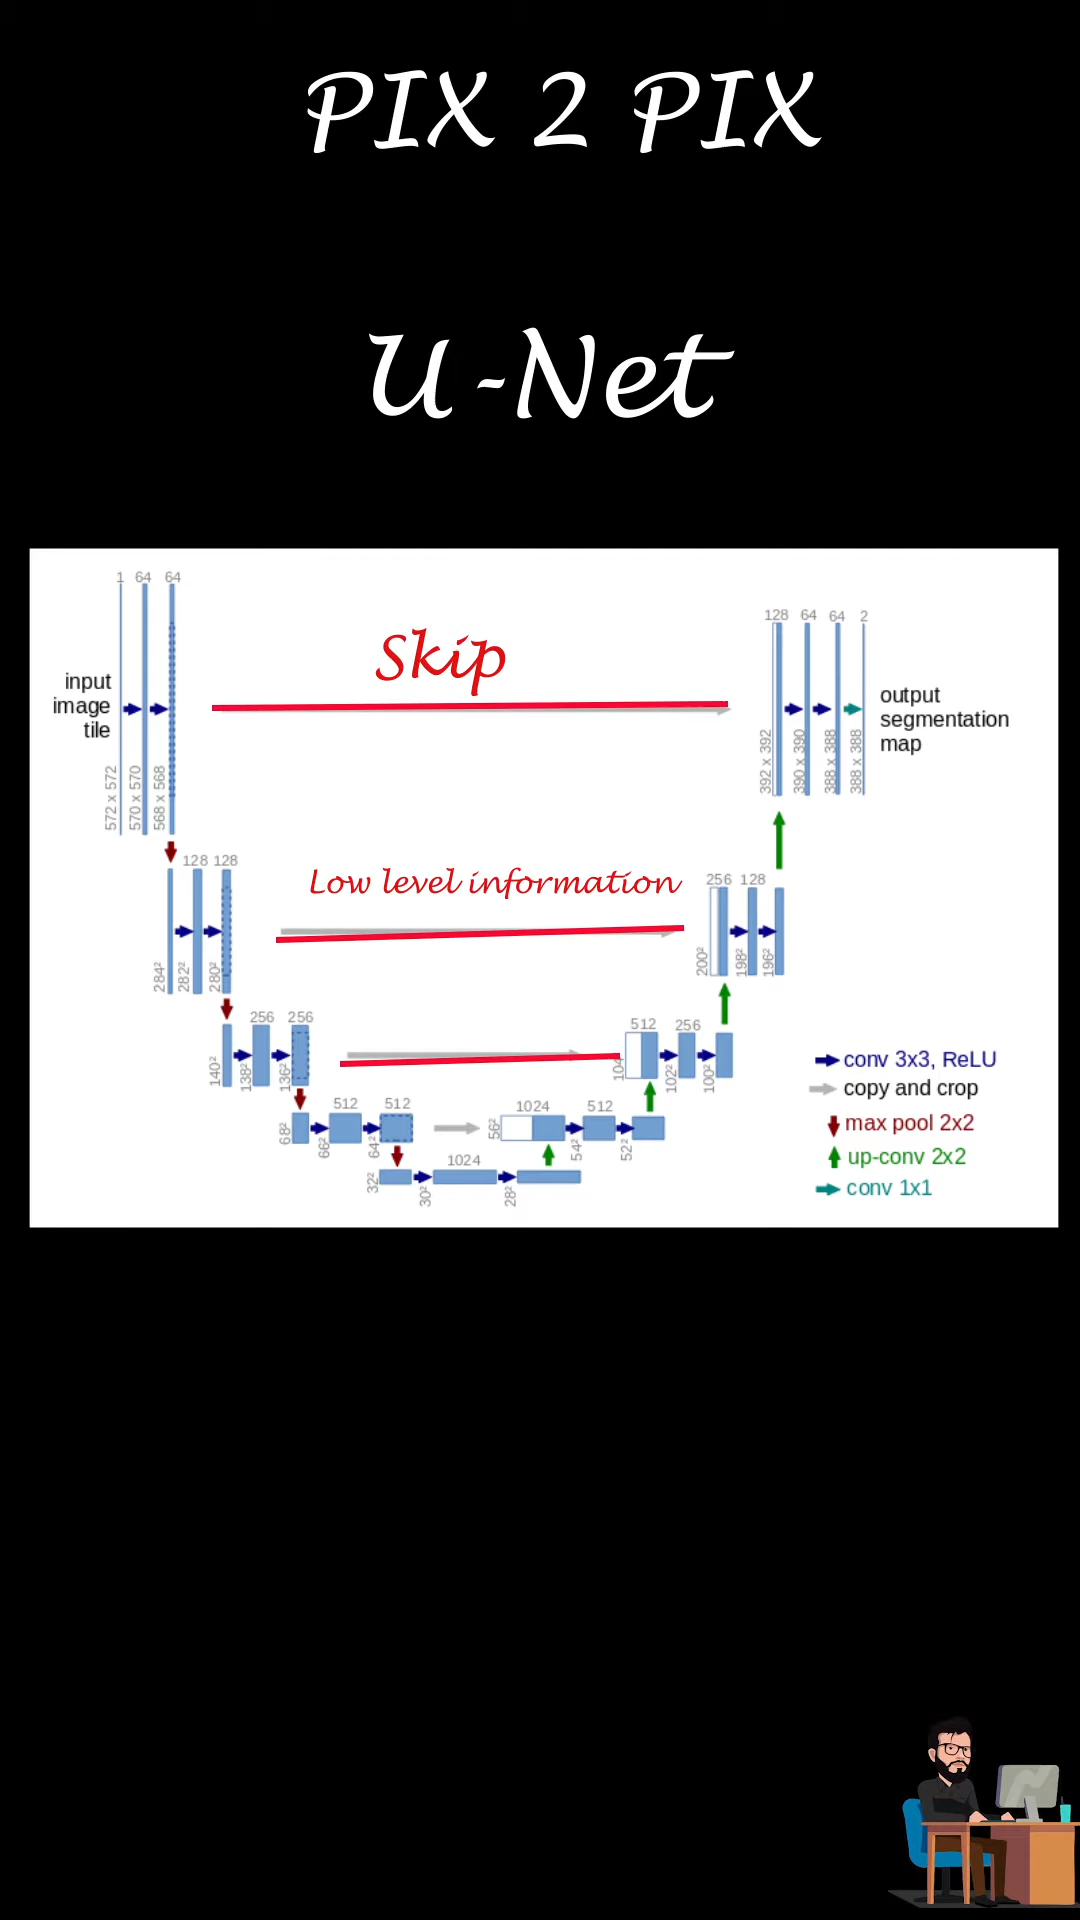 PIX 2 PIX
U-Net
1 64 64
128 64 64 2
Skip
input
image
tile
output
segmentation
map
572 x 572
570 x 570
568 x 568
392 x 392
390 x 390
388 x 388
388 x 388
128 128
Low level information
256 128
284²
282²
280²
200²
198²
196²
256 256
512 256
140²
138²
136²
104
102²
100²
conv 3x3, ReLU
copy and crop
max pool 2x2
up-conv 2x2
conv 1x1
512 512
1024 512
68²
66²
64²
56²
54²
52²
1024
32²
30²
28²